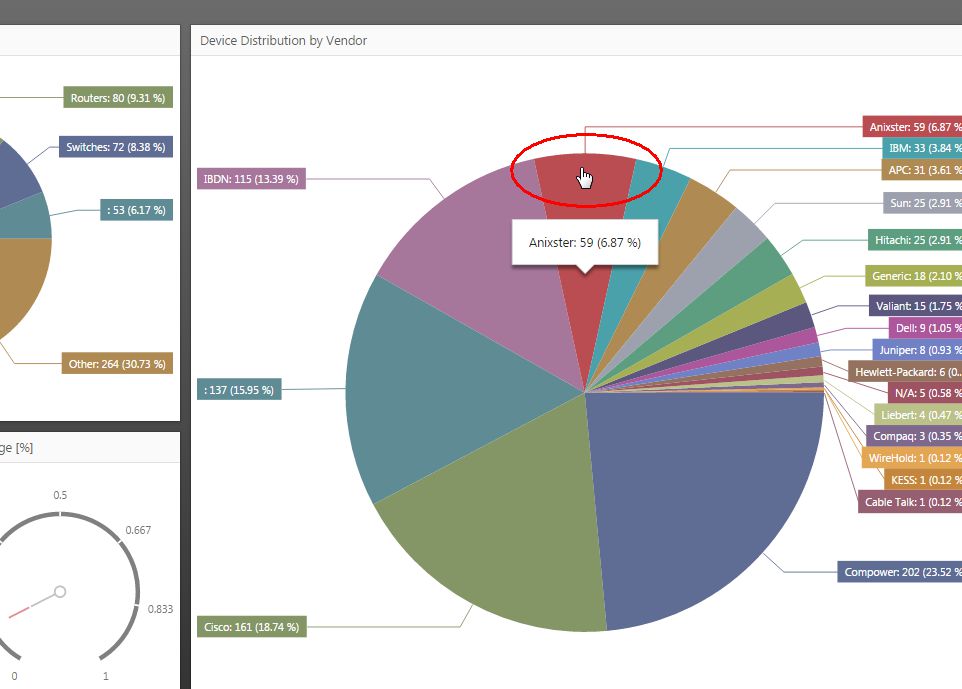 Device Distribution by Vendor
Routers: 80 (9.31 %)
Switches: 72 (8.38 %)
: 53 (6.17 %)
Other: 264 (30.73 %)
ge [%]
0.5
0.667
0.833
0
1
Anixster: 59 (6.87 %
IBM: 33 (3.84 %
APC: 31 (3.61 %
Sun: 25 (2.91 %
Hitachi: 25 (2.91 %
Generic: 18 (2.10 %
Valiant: 15 (1.75 %
Dell: 9 (1.05 %
Juniper: 8 (0.93 %
Hewlett-Packard: 6 (0..
N/A: 5 (0.58 %
Liebert: 4 (0.47 %
Compaq: 3 (0.35 %
WireHold: 1 (0.12 %
KESS: 1 (0.12 %
Cable Talk: 1 (0.12 %
Compower: 202 (23.52 %
IBDN: 115 (13.39 %)
Anixster: 59 (6.87 %)
: 137 (15.95 %)
Cisco: 161 (18.74 %)